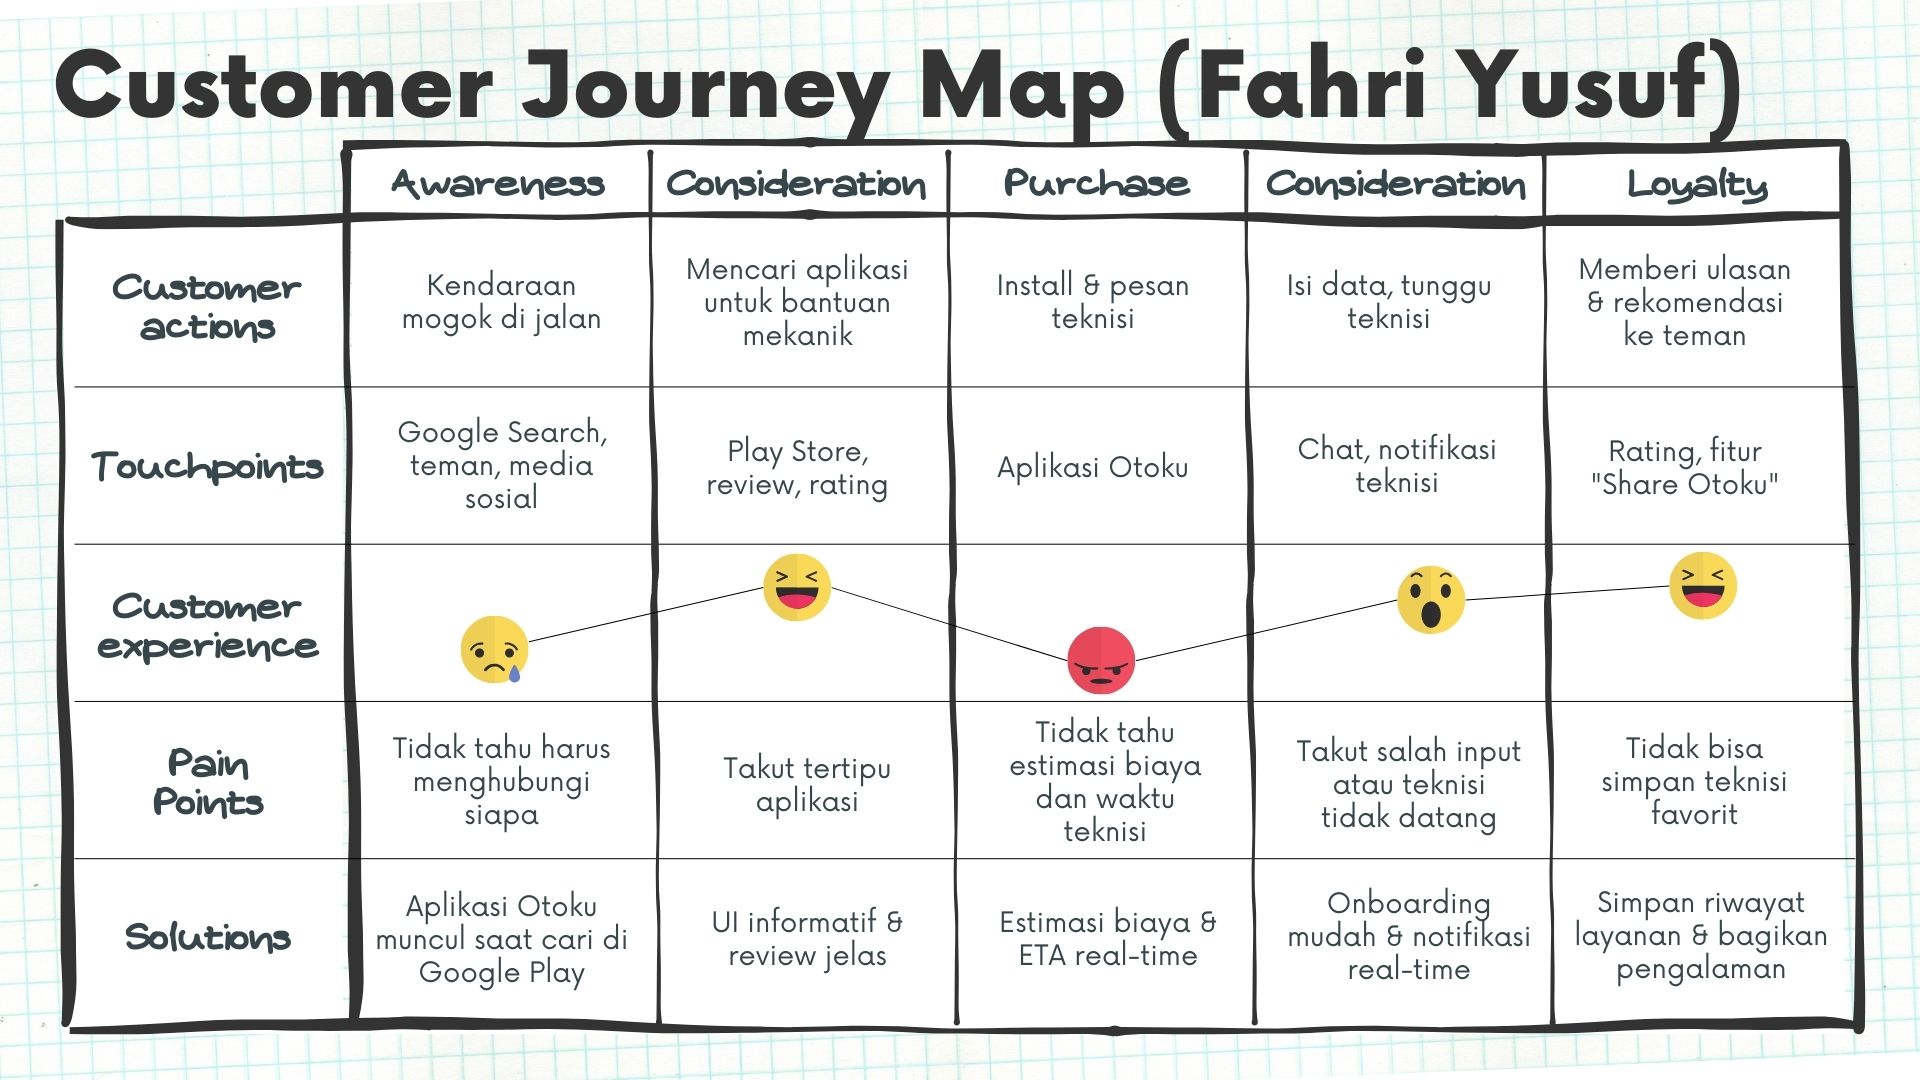 Customer Journey Map (Fahri Yusuf)
Awareness
Consideration
Purchase
Consideration
Loyalty
Customer
actions
Kendaraan
mogok di jalan
Mencari aplikasi
untuk bantuan
mekanik
Install & pesan
teknisi
Isi data, tunggu
teknisi
Memberi ulasan
& rekomendasi
ke teman
Touchpoints
Google Search,
teman, media
sosial
Play Store,
review, rating
Aplikasi Otoku
Chat, notifikasi
teknisi
Rating, fitur
"Share Otoku"
Customer
experience
Pain
Points
Tidak tahu harus
menghubungi
siapa
Takut tertipu
aplikasi
Tidak tahu
estimasi biaya
dan waktu
teknisi
Takut salah input
atau teknisi
tidak datang
Tidak bisa
simpan teknisi
favorit
Solutions
Aplikasi Otoku
muncul saat cari di
Google Play
UI informatif &
review jelas
Estimasi biaya &
ETA real-time
Onboarding
mudah & notifikasi
real-time
Simpan riwayat
layanan & bagikan
pengalaman